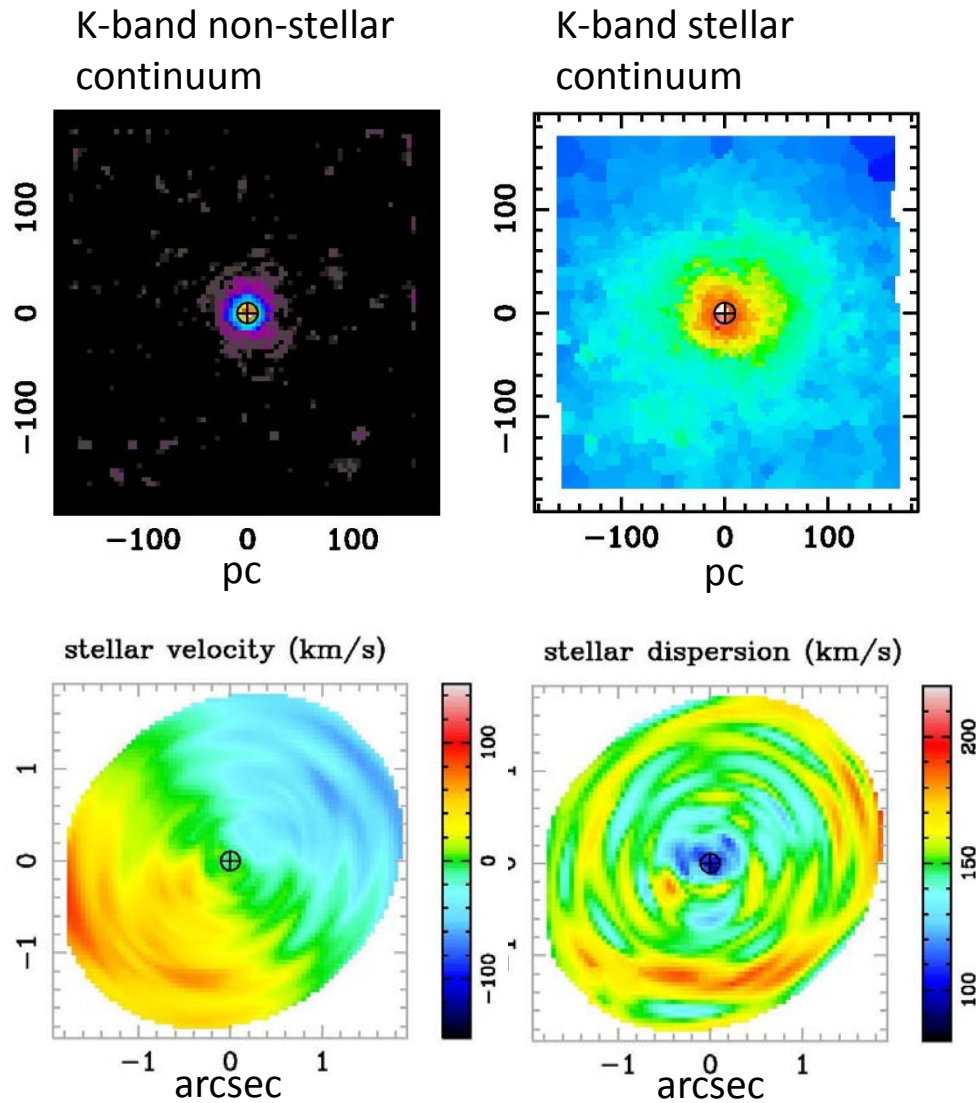 K-band non-stellar
continuum
K-band stellar
continuum
100
0
-100
-100 0 100
pc
100
0
-100
-100 0 100
pc
stellar velocity (km/s)
1
0
-1
-1 0 1
arcsec
100
0
-100
stellar dispersion (km/s)
-1 0 1
arcsec
200
150
100